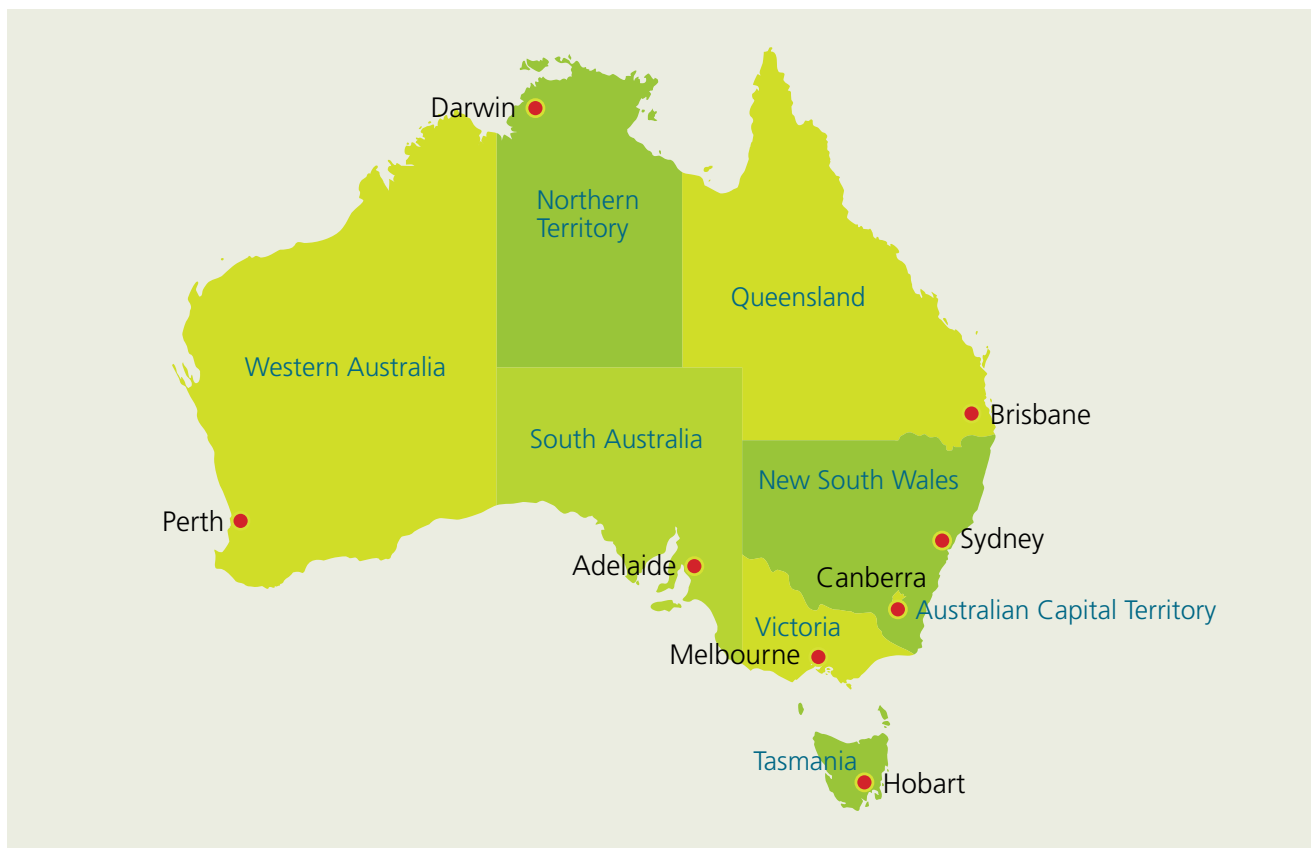 Darwin
Northern
Territory
Queensland
Western Australia
Brisbane
South Australia
New South Wales
Perth
Sydney
Adelaide
Canberra
Australian Capital Territory
Victoria
Melbourne
Tasmania
Hobart